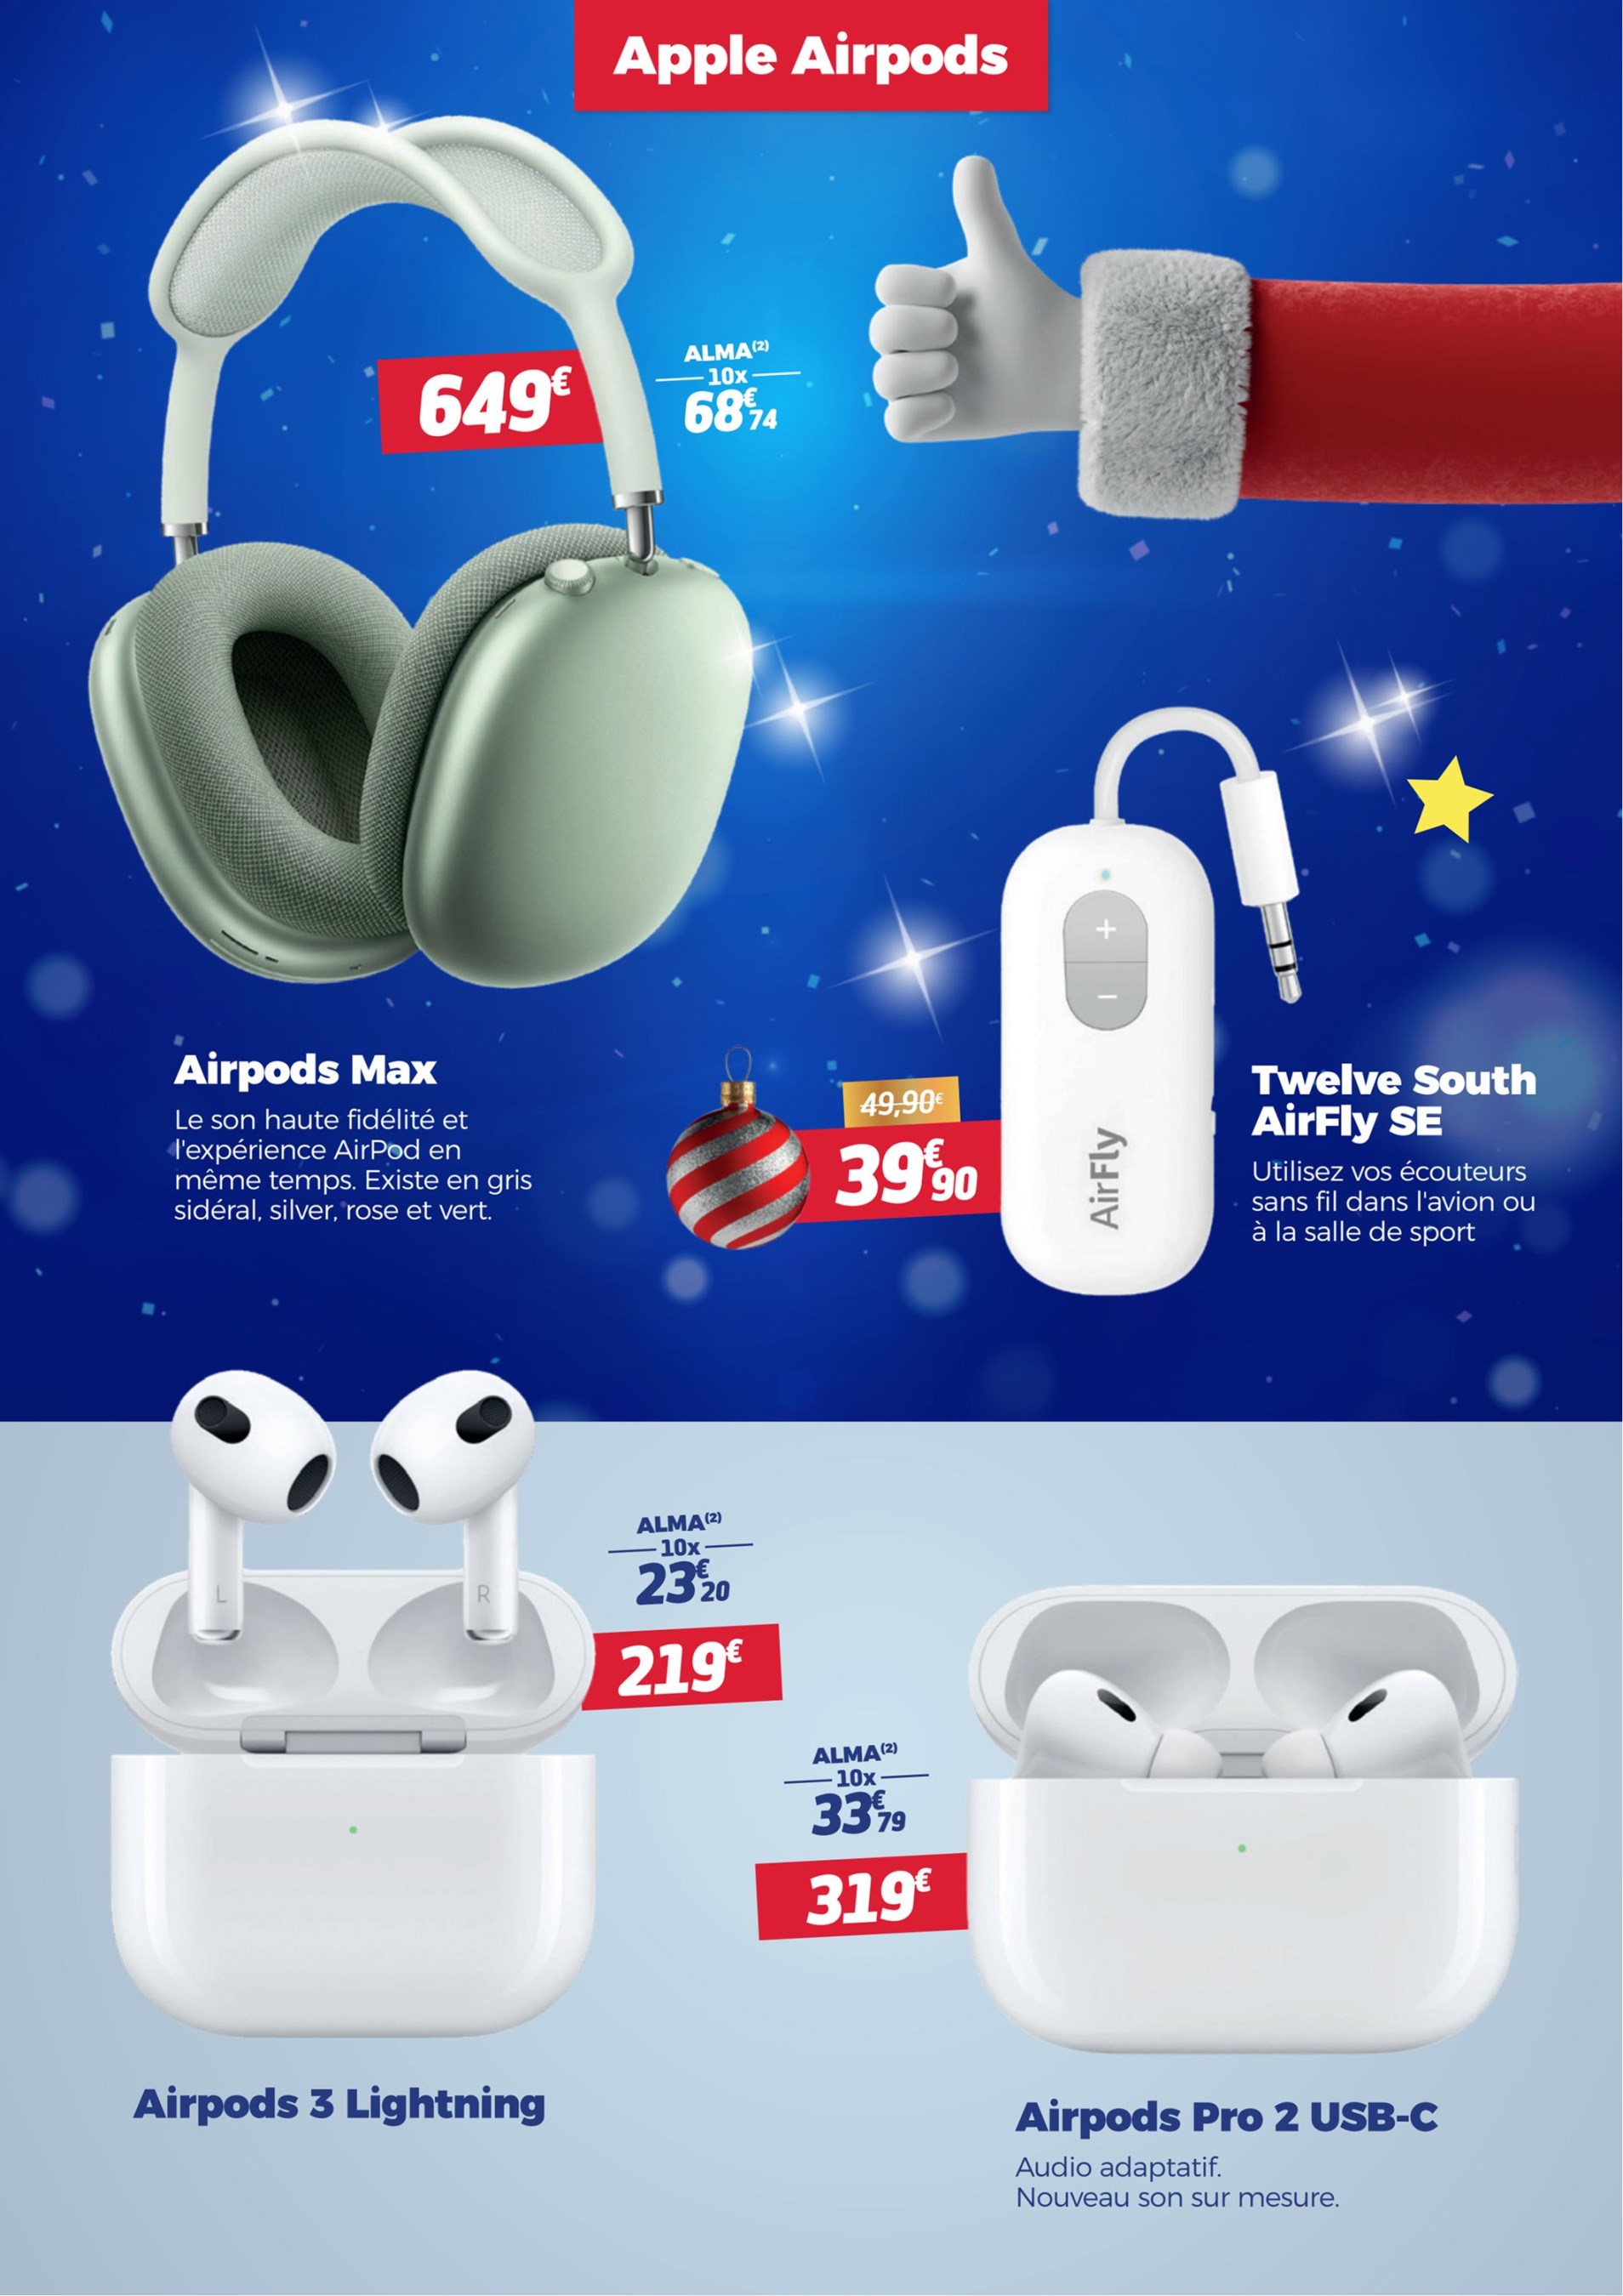 Apple Airpods
649€
ALMA(2)
10x
68€74
Airpods Max
Le son haute fidélité et
l'expérience AirPod en
même temps. Existe en gris
sidéral, silver, rose et vert.
49,90€
39€90
+
−
AirFly
Twelve South
AirFly SE
Utilisez vos écouteurs
sans fil dans l'avion ou
à la salle de sport
L
R
ALMA(2)
10x
23€20
219€
Airpods 3 Lightning
ALMA(2)
10x
33€79
319€
Airpods Pro 2 USB-C
Audio adaptatif.
Nouveau son sur mesure.